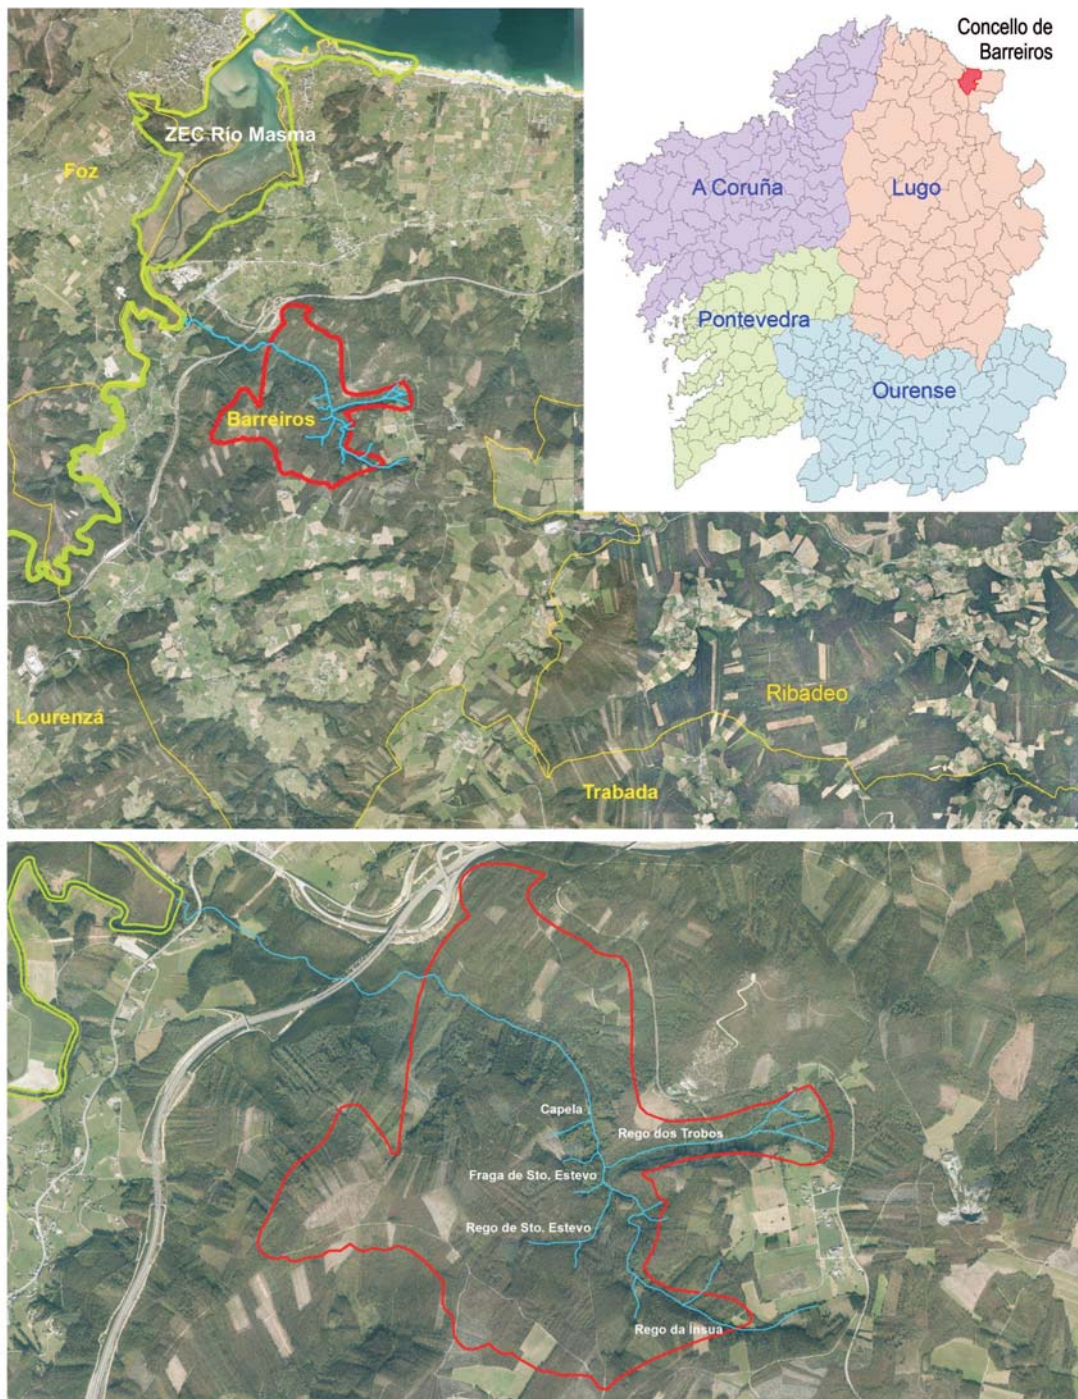 Concello de
Barreiros
ZEC Río Masma
Foz
A Coruña
Lugo
Pontevedra
Ourense
Barreiros
Ribadeo
Lourenzá
Trabada
Capela
Rego dos Trobos
Fraga de Sto. Estevo
Rego de Sto. Estevo
Rego da Insua